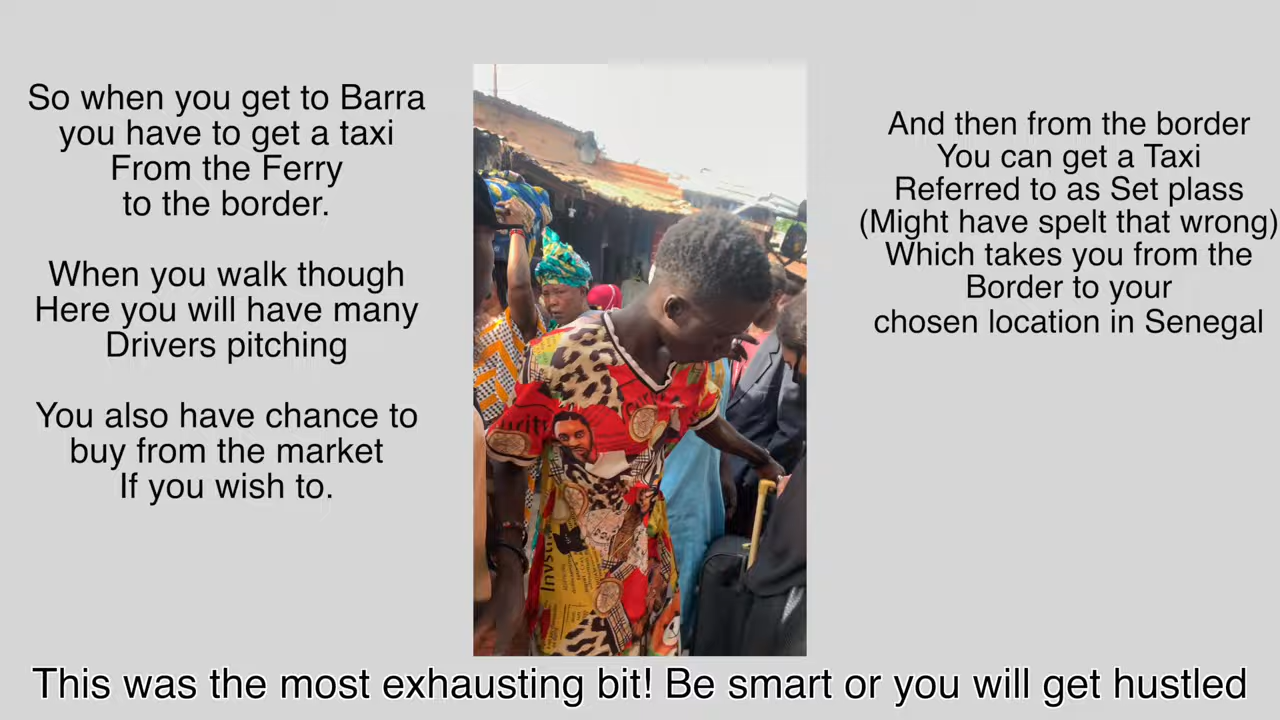 So when you get to Barra
you have to get a taxi
From the Ferry
to the border.
When you walk though
Here you will have many
Drivers pitching
You also have chance to
buy from the market
If you wish to.
And then from the border
You can get a Taxi
Referred to as Set plass
(Might have spelt that wrong)
Which takes you from the
Border to your
chosen location in Senegal
This was the most exhausting bit! Be smart or you will get hustled